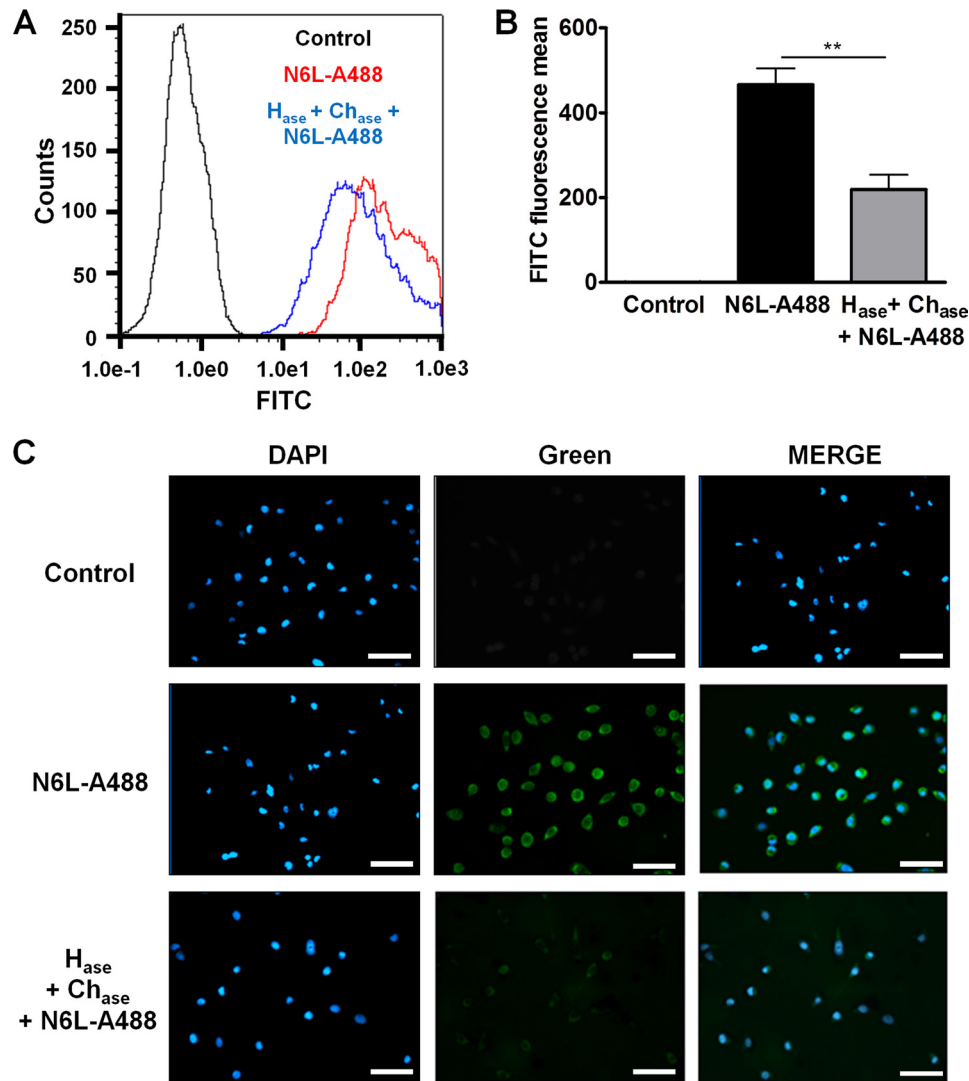 A
Control
N6L-A488
Hase + Chase +
N6L-A488
Counts
250
200
150
100
50
0
1.0e-1
1.0e0
1.0e1
1.0e2
1.0e3
FITC
B
**
FITC fluorescence mean
600
400
200
0
Control
N6L-A488
Hase+ Chase
+ N6L-A488
C
DAPI
Green
MERGE
Control
N6L-A488
Hase
+ Chase
+ N6L-A488